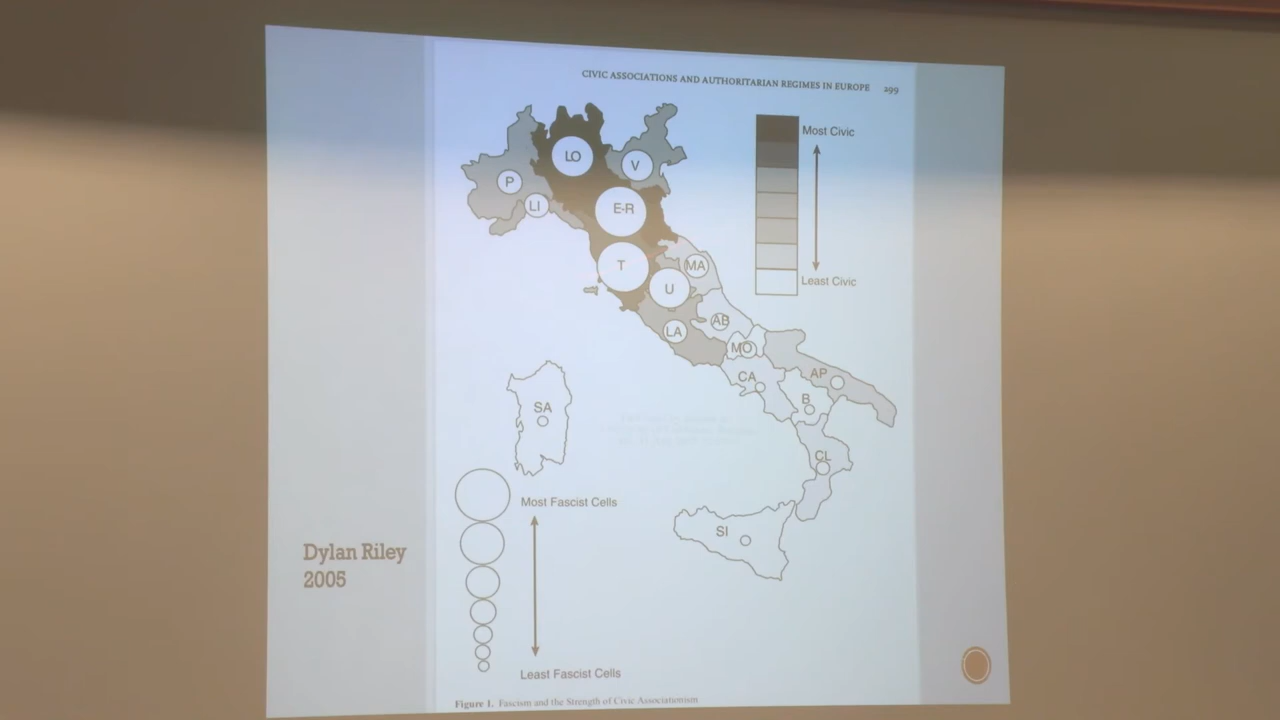 CIVIC ASSOCIATIONS AND AUTHORITARIAN REGIMES IN EUROPE 299
Most Civic
LO
V
P
LI
E-R
T
MA
U
Least Civic
AB
LA
MO
CA
AP
B
SA
CL
Most Fascist Cells
SI
Dylan Riley
2005
Least Fascist Cells
Figure 1. Fascism and the Strength of Civic Associationism